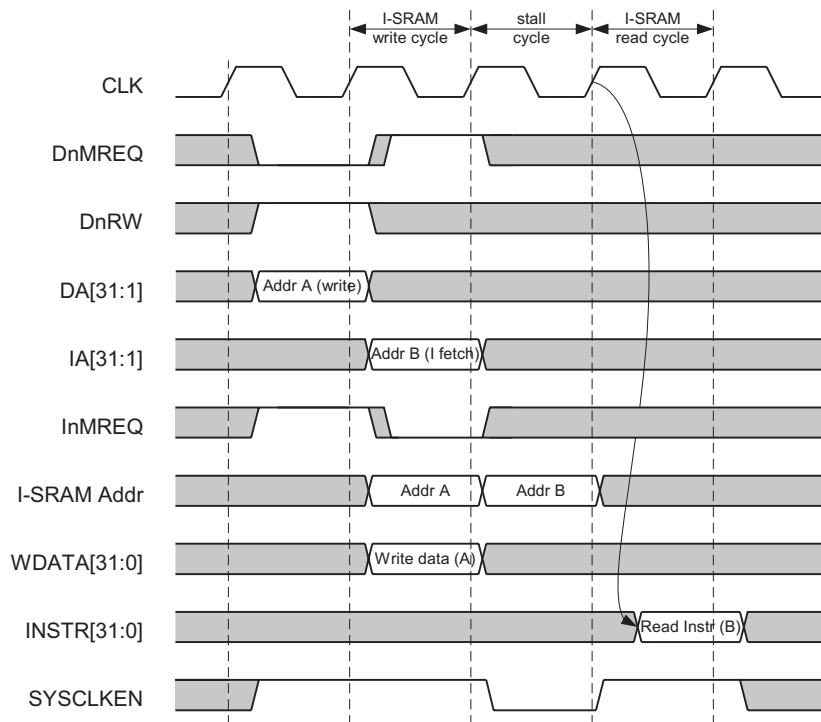 I-SRAM
write cycle
stall
cycle
I-SRAM
read cycle
CLK
DnMREQ
DnRW
DA[31:1]
Addr A (write)
IA[31:1]
Addr B (I fetch)
InMREQ
I-SRAM Addr
Addr A
Addr B
WDATA[31:0]
Write data (A)
INSTR[31:0]
Read Instr (B)
SYSCLKEN